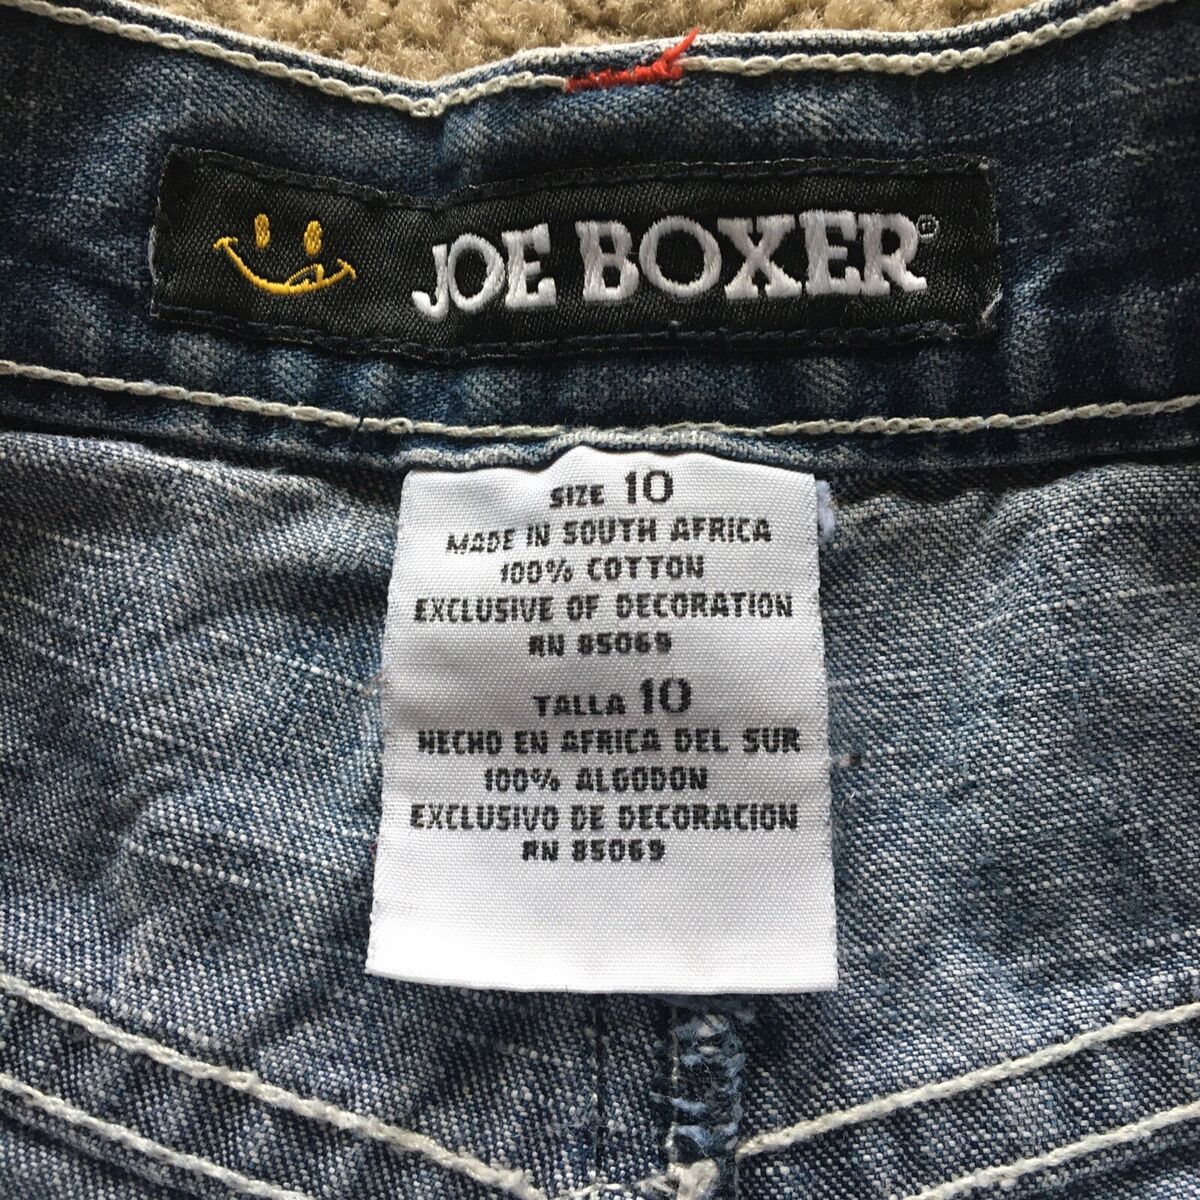 JOE BOXER®
SIZE 10
MADE IN SOUTH AFRICA
100% COTTON
EXCLUSIVE OF DECORATION
RN 85069
TALLA 10
HECHO EN AFRICA DEL SUR
100% ALGODON
EXCLUSIVO DE DECORACION
RN 85069